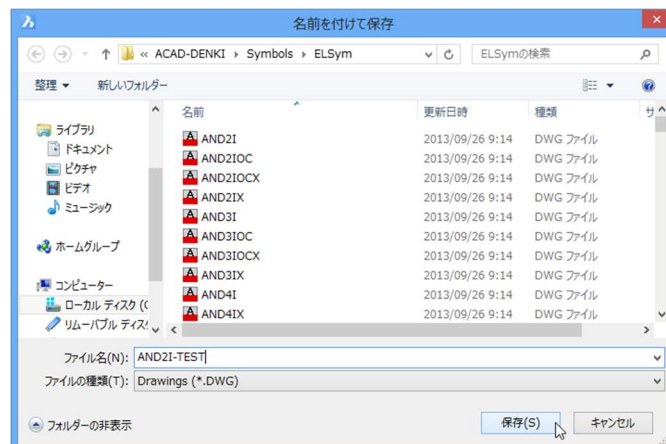 名前を付けて保存
« ACAD-DENKI ▸ Symbols ▸ ELSym
ELSymの検索
整理 ▼ 新しいフォルダー
名前 更新日時 種類 サ
ライブラリ
ドキュメント
ピクチャ
ビデオ
ミュージック
ホームグループ
コンピューター
ローカル ディスク (C
リムーバブル ディスク
AND2I 2013/09/26 9:14 DWG ファイル
AND2IOC 2013/09/26 9:14 DWG ファイル
AND2IOCX 2013/09/26 9:14 DWG ファイル
AND2IX 2013/09/26 9:14 DWG ファイル
AND3I 2013/09/26 9:14 DWG ファイル
AND3IOC 2013/09/26 9:14 DWG ファイル
AND3IOCX 2013/09/26 9:14 DWG ファイル
AND3IX 2013/09/26 9:14 DWG ファイル
AND4I 2013/09/26 9:14 DWG ファイル
AND4IX 2013/09/26 9:14 DWG ファイル
ファイル名(N): AND2I-TEST
ファイルの種類(T): Drawings (*.DWG)
フォルダーの非表示
保存(S) キャンセル